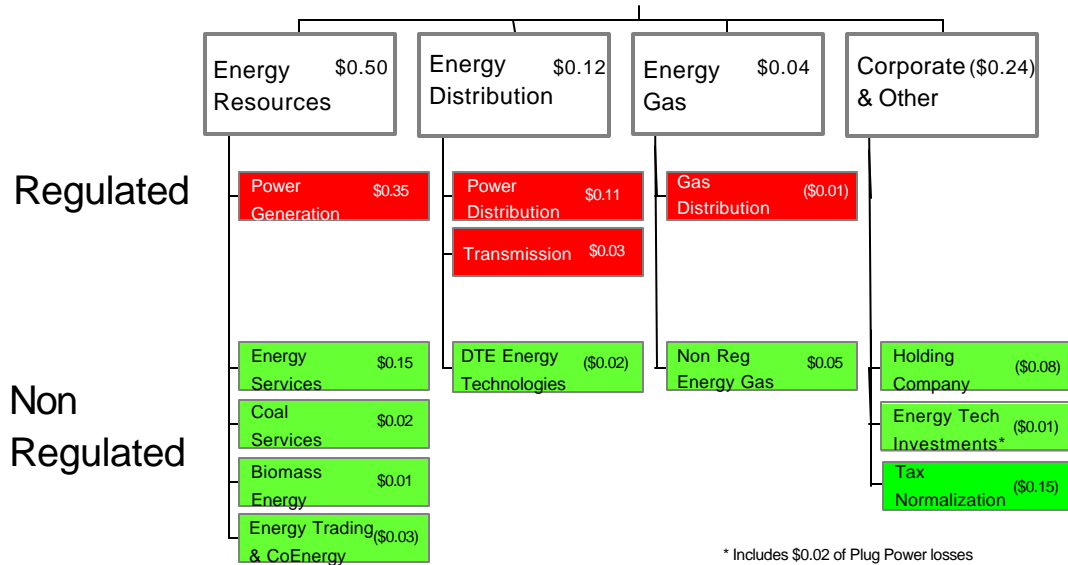 Energy $0.50
Resources
Energy $0.12
Distribution
Energy $0.04
Gas
Corporate ($0.24)
& Other
Regulated
Power $0.35
Generation
Power $0.11
Distribution
Gas ($0.01)
Distribution
Transmission $0.03
Non
Regulated
Energy $0.15
Services
DTE Energy ($0.02)
Technologies
Non Reg $0.05
Energy Gas
Holding ($0.08)
Company
Coal $0.02
Services
Energy Tech ($0.01)
Investments*
Biomass $0.01
Energy
Tax ($0.15)
Normalization
Energy Trading ($0.03)
& CoEnergy
* Includes $0.02 of Plug Power losses